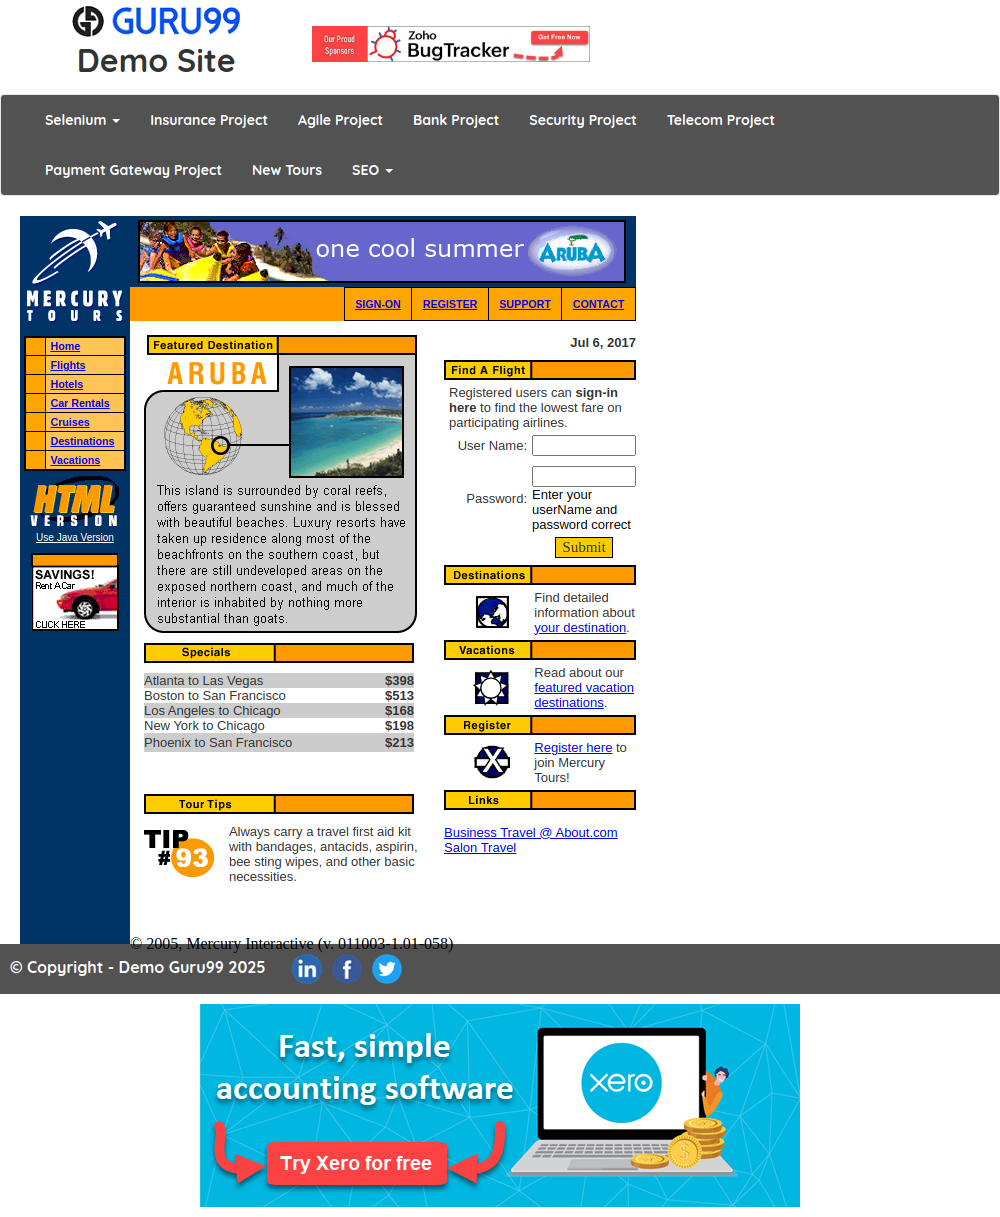 GURU99
Demo Site
Our Proud Sponsors
Zoho
BugTracker
Get Free Now
Selenium
Insurance Project
Agile Project
Bank Project
Security Project
Telecom Project
Payment Gateway Project
New Tours
SEO
MERCURY
TOURS
one cool summer
ARUBA
SIGN-ON
REGISTER
SUPPORT
CONTACT
Home
Flights
Hotels
Car Rentals
Cruises
Destinations
Vacations
HTML
VERSION
Use Java Version
SAVINGS!
Rent A Car
CLICK HERE
Featured Destination
ARUBA
This island is surrounded by coral reefs,
offers guaranteed sunshine and is blessed
with beautiful beaches. Luxury resorts have
taken up residence along most of the
beachfronts on the southern coast, but
there are still undeveloped areas on the
exposed northern coast, and much of the
interior is inhabited by nothing more
substantial than goats.
Specials
Atlanta to Las Vegas $398
Boston to San Francisco $513
Los Angeles to Chicago $168
New York to Chicago $198
Phoenix to San Francisco $213
Tour Tips
TIP
#93
Always carry a travel first aid kit
with bandages, antacids, aspirin,
bee sting wipes, and other basic
necessities.
Jul 6, 2017
Find A Flight
Registered users can sign-in
here to find the lowest fare on
participating airlines.
User Name:
Password:
Enter your
userName and
password correct
Submit
Destinations
Find detailed
information about
your destination.
Vacations
Read about our
featured vacation
destinations.
Register
Register here to
join Mercury
Tours!
Links
Business Travel @ About.com
Salon Travel
© 2005, Mercury Interactive (v. 011003-1.01-058)
© Copyright - Demo Guru99 2025
in
f
Fast, simple
accounting software
Try Xero for free
xero